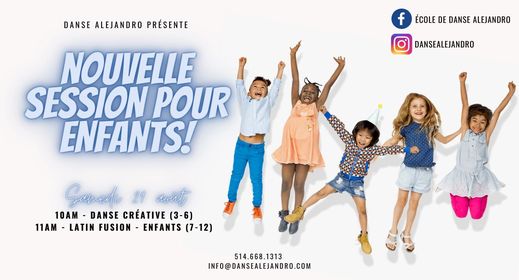 DANSE ALEJANDRO PRÉSENTE
ÉCOLE DE DANSE ALEJANDRO
DANSEALEJANDRO
NOUVELLE
SESSION POUR
ENFANTS!
Samedi 29 août
10AM - DANSE CRÉATIVE (3-6)
11AM - LATIN FUSION - ENFANTS (7-12)
514.668.1313
INFO@DANSEALEJANDRO.COM